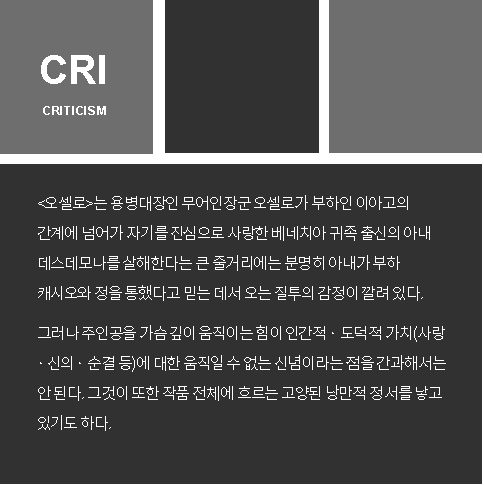 CRI
CRITICISM
<오셀로>는 용병대장인 무어인 장군 오셀로가 부하인 이아고의
간계에 넘어가 자기를 진심으로 사랑한 베네치아 귀족 출신의 아내
데스데모나를 살해한다는 큰 줄거리에는 분명히 아내가 부하
캐시오와 정을 통했다고 믿는 데서 오는 질투의 감정이 깔려 있다.
그러나 주인공을 가슴 깊이 움직이는 힘이 인간적ㆍ도덕적 가치(사랑
ㆍ신의ㆍ순결 등)에 대한 움직일 수 없는 신념이라는 점을 간과해서는
안 된다. 그것이 또한 작품 전체에 흐르는 고양된 낭만적 정서를 낳고
있기도 하다.